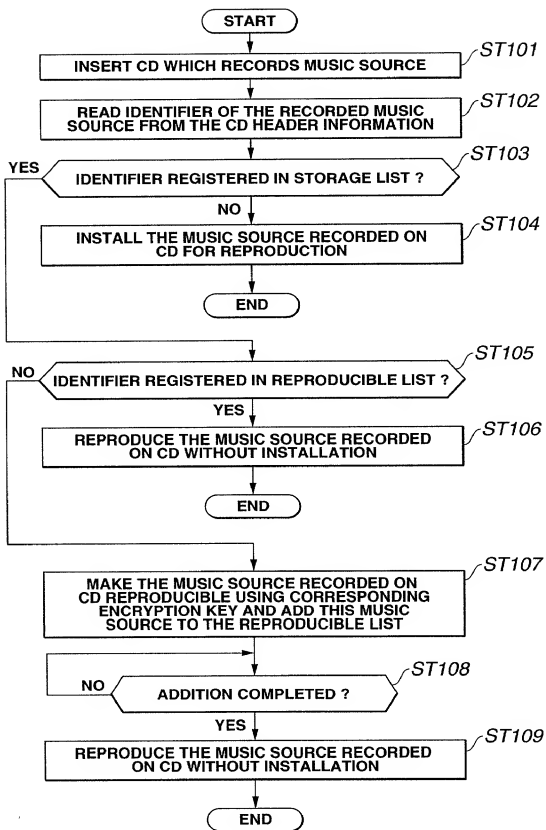 START
ST101
INSERT CD WHICH RECORDS MUSIC SOURCE
ST102
READ IDENTIFIER OF THE RECORDED MUSIC
SOURCE FROM THE CD HEADER INFORMATION
ST103
YES
IDENTIFIER REGISTERED IN STORAGE LIST ?
NO
ST104
INSTALL THE MUSIC SOURCE RECORDED ON
CD FOR REPRODUCTION
END
ST105
NO
IDENTIFIER REGISTERED IN REPRODUCIBLE LIST ?
YES
ST106
REPRODUCE THE MUSIC SOURCE RECORDED
ON CD WITHOUT INSTALLATION
END
ST107
MAKE THE MUSIC SOURCE RECORDED ON
CD REPRODUCIBLE USING CORRESPONDING
ENCRYPTION KEY AND ADD THIS MUSIC
SOURCE TO THE REPRODUCIBLE LIST
ST108
NO
ADDITION COMPLETED ?
YES
ST109
REPRODUCE THE MUSIC SOURCE RECORDED
ON CD WITHOUT INSTALLATION
END